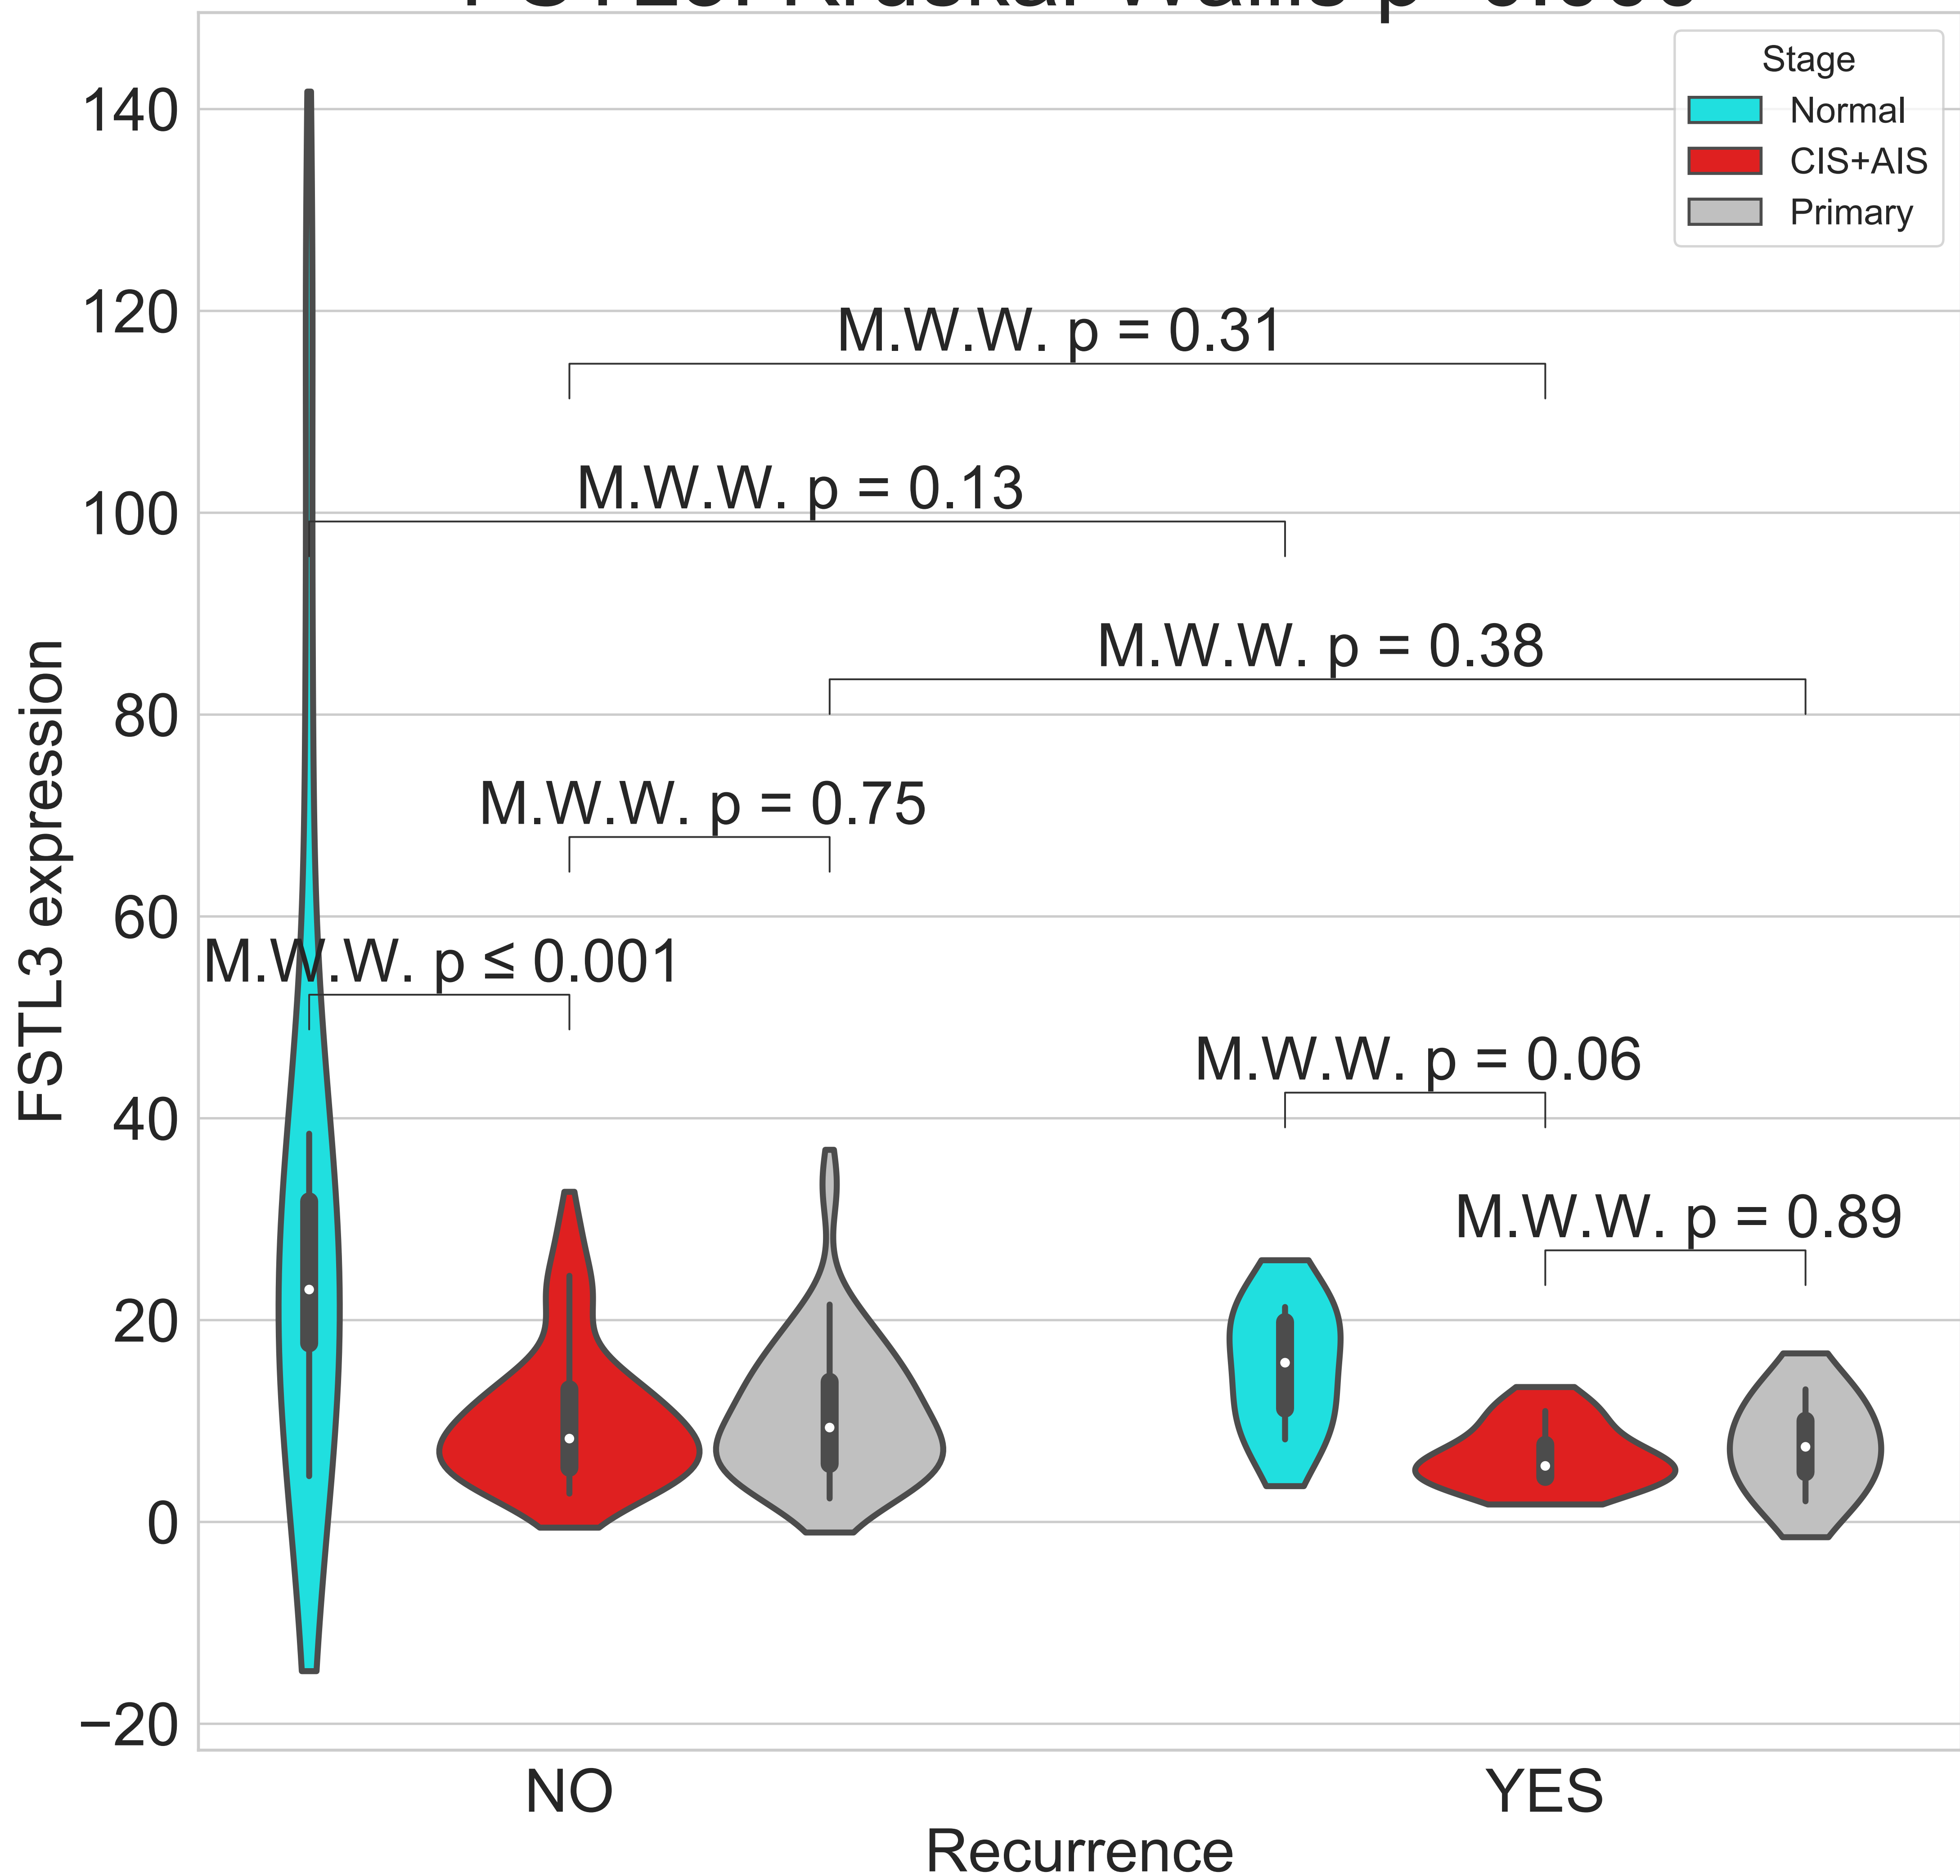 Stage
Normal
CIS+AIS
Primary
140
120
100
80
60
40
20
0
−20
FSTL3 expression
M.W.W. p = 0.31
M.W.W. p = 0.13
M.W.W. p = 0.38
M.W.W. p = 0.75
M.W.W. p ≤ 0.001
M.W.W. p = 0.06
M.W.W. p = 0.89
NO
YES
Recurrence